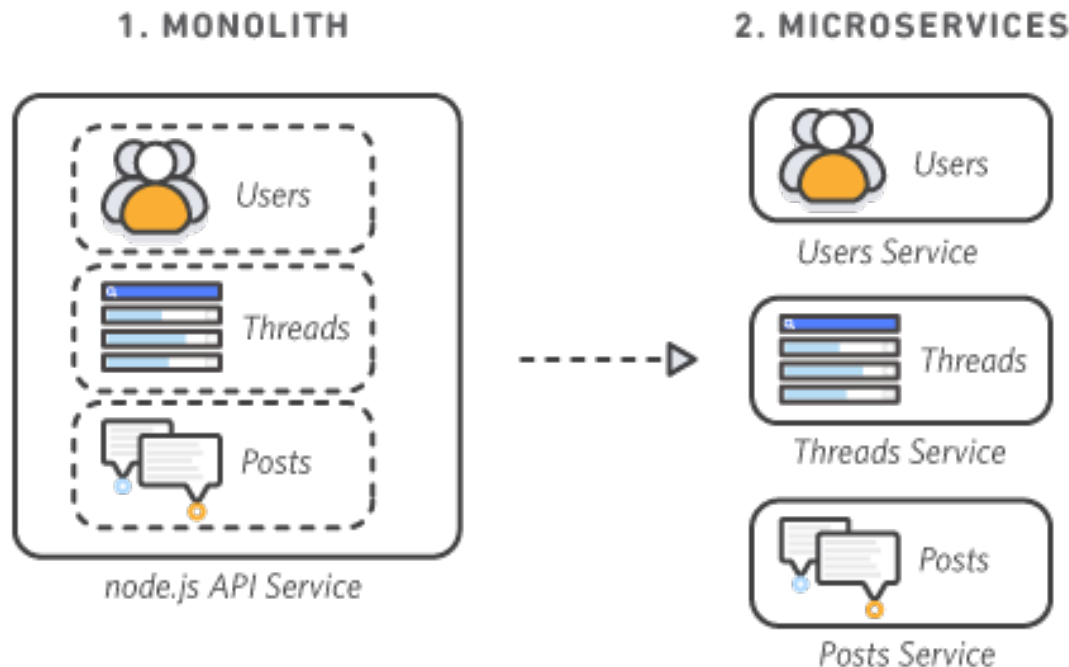 1. MONOLITH
Users
Threads
Posts
node.js API Service
2. MICROSERVICES
Users
Users Service
Threads
Threads Service
Posts
Posts Service